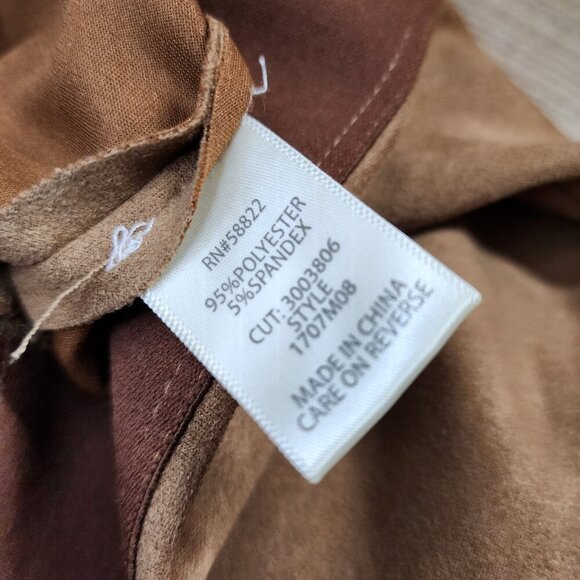 RN#58822
95%POLYESTER
5%SPANDEX
CUT: 3003806
STYLE
1707M08
MADE IN CHINA
CARE ON REVERSE